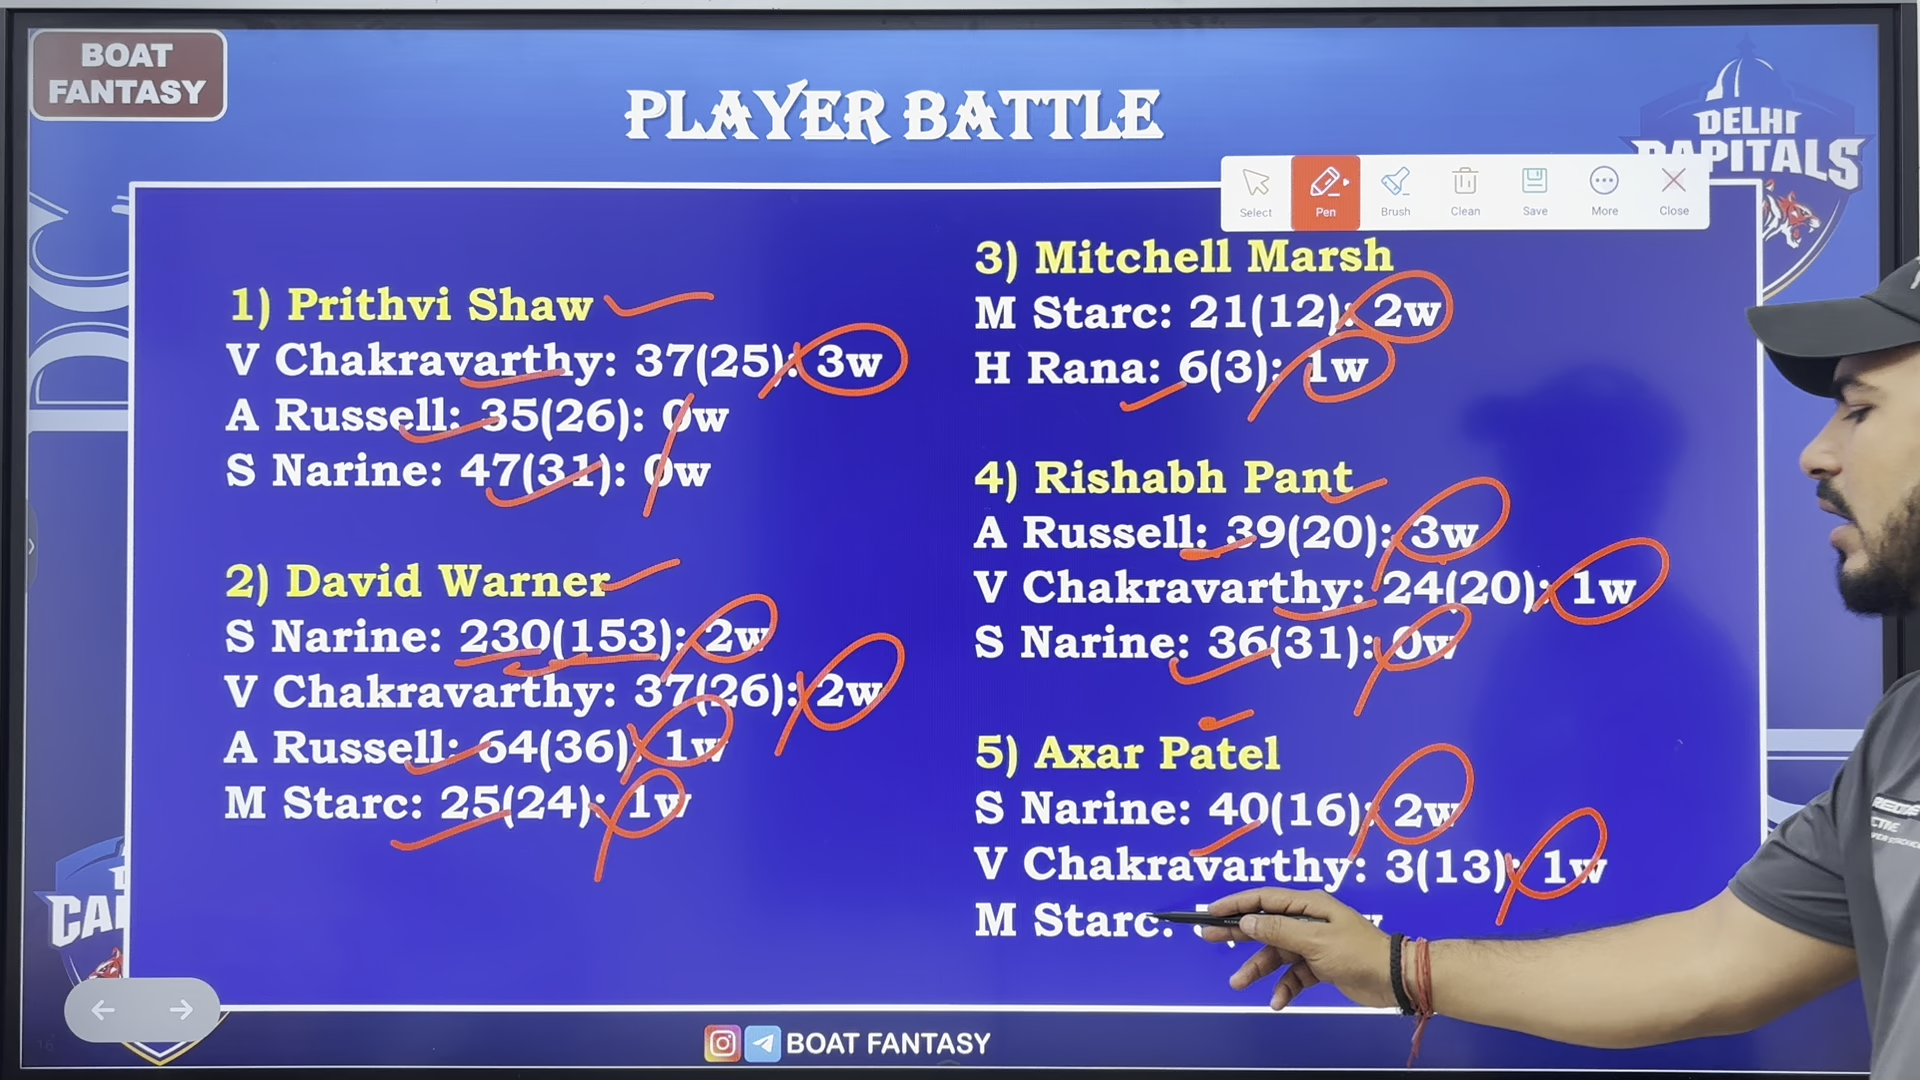 BOAT
FANTASY
PLAYER BATTLE
DELHI
CAPITALS
Select
Pen
Brush
Clean
Save
More
Close
DC
1) Prithvi Shaw
V Chakravarthy: 37(25): 3w
A Russell: 35(26): 0w
S Narine: 47(31): 0w
2) David Warner
S Narine: 230(153): 2w
V Chakravarthy: 37(26): 2w
A Russell: 64(36): 1w
M Starc: 25(24): 1w
3) Mitchell Marsh
M Starc: 21(12): 2w
H Rana: 6(3): 1w
4) Rishabh Pant
A Russell: 39(20): 3w
V Chakravarthy: 24(20): 1w
S Narine: 36(31): 0w
5) Axar Patel
S Narine: 40(16): 2w
V Chakravarthy: 3(13): 1w
M Starc:
CAI
BOAT FANTASY